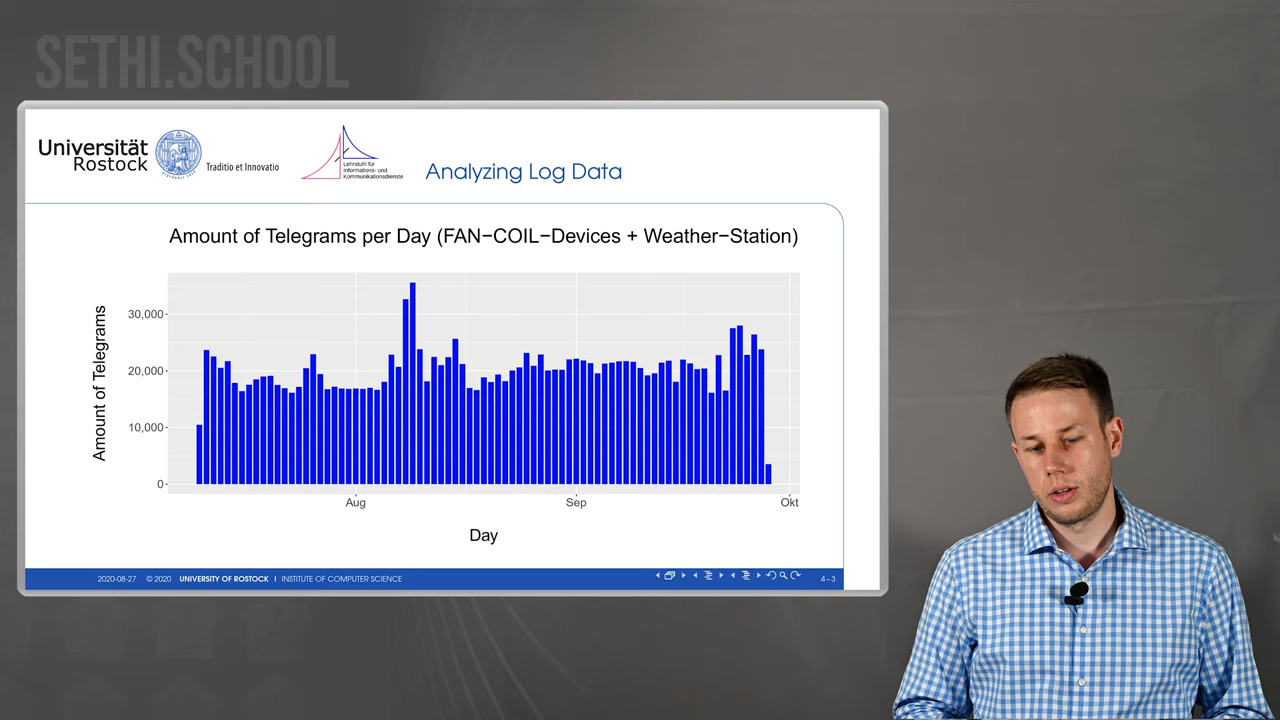 SETHI.SCHOOL
Universität
Rostock
Traditio et Innovatio
Lehrstuhl für
Informations- und
Kommunikationsdienste
Analyzing Log Data
Amount of Telegrams per Day (FAN−COIL−Devices + Weather−Station)
Amount of Telegrams
30,000
20,000
10,000
0
Aug
Sep
Okt
Day
2020-08-27 © 2020 UNIVERSITY OF ROSTOCK | INSTITUTE OF COMPUTER SCIENCE
4–3